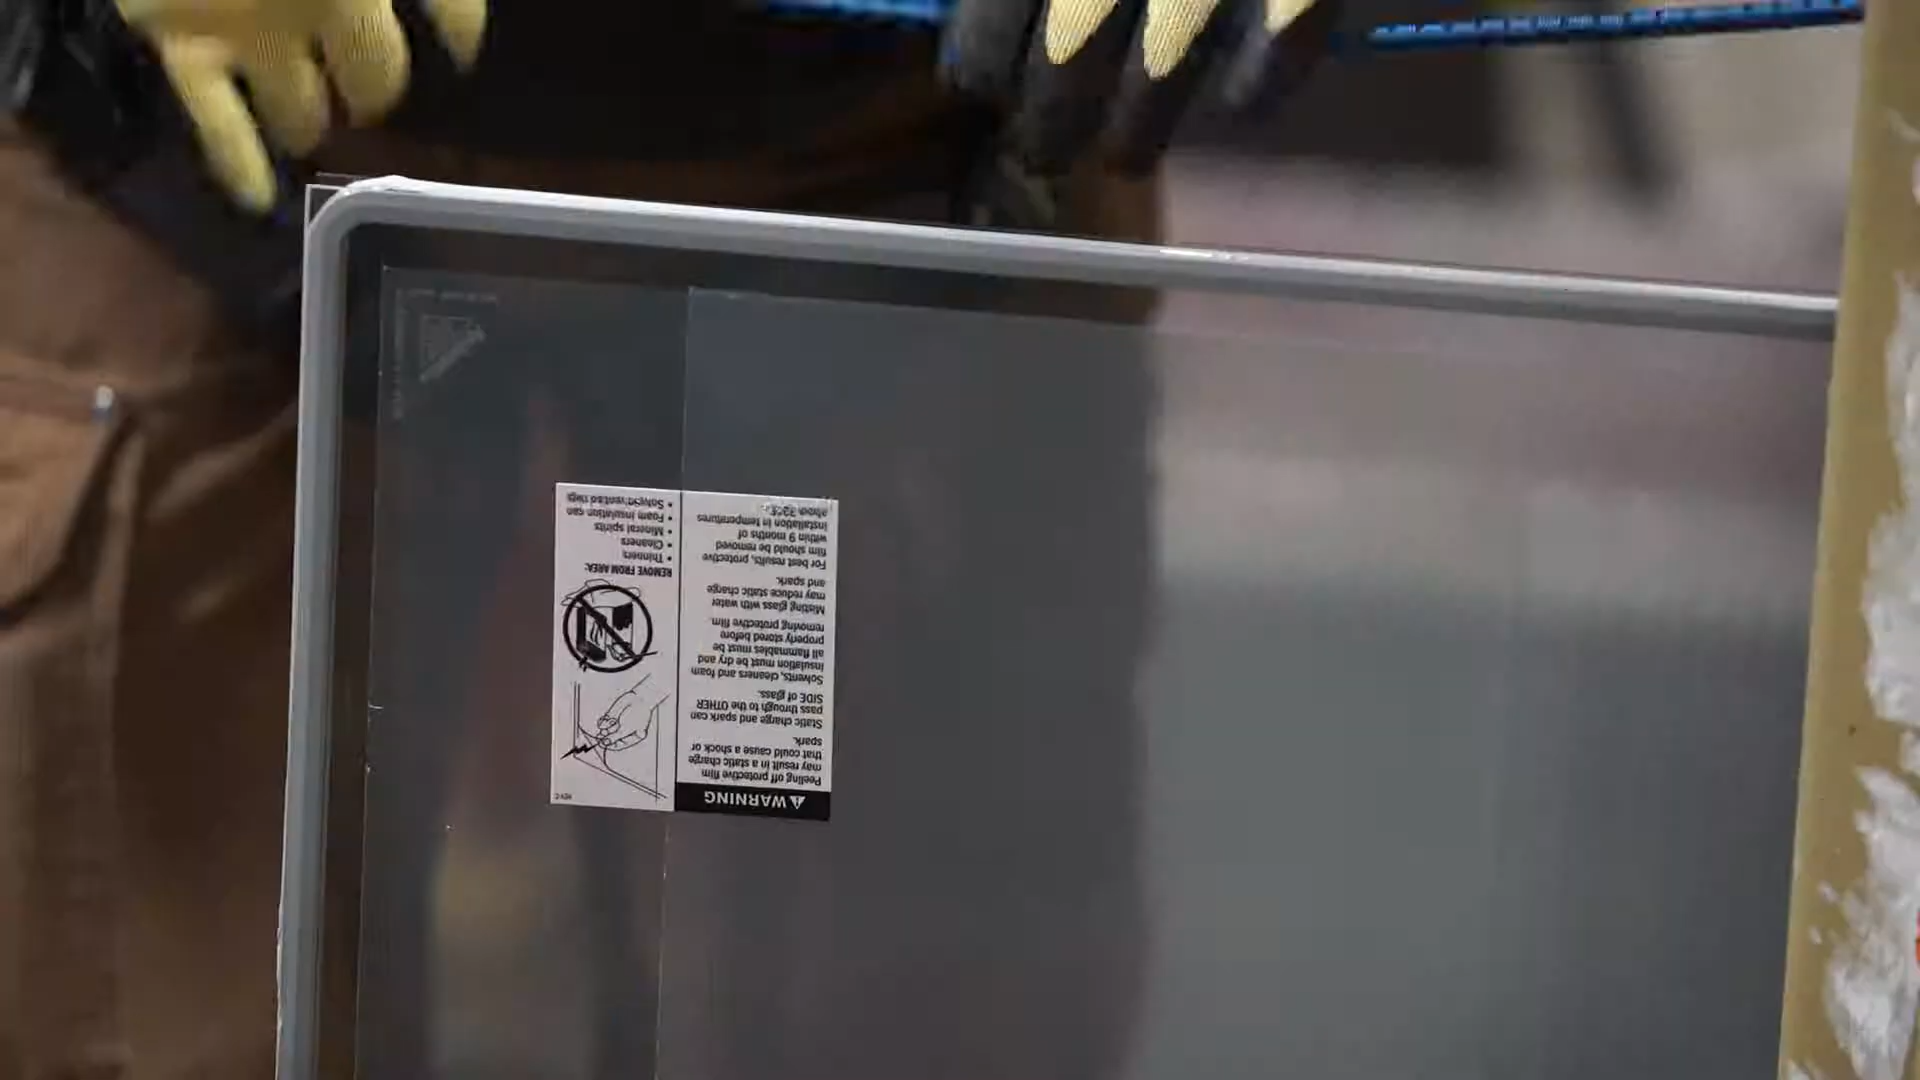 ⚠ WARNING
Peeling off protective film
may result in a static charge
that could cause a shock or
spark.
Static charge and spark can
pass through to the OTHER
SIDE of glass.
Solvents, cleaners and foam
insulation must be dry and
all flammables must be
properly stored before
removing protective film.
Misting glass with water
may reduce static charge
and spark.
For best results, protective
film should be removed
within 9 months of
installation in temperatures
above 32°F.
REMOVE FROM AREA:
• Thinners
• Cleaners
• Mineral spirits
• Foam insulation can
• Solvent